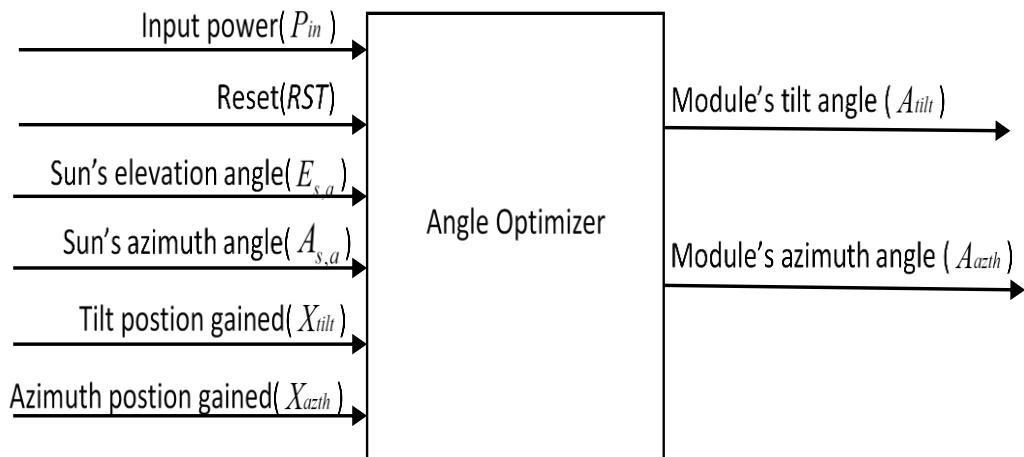 Input power( Pin )
Reset(RST)
Sun’s elevation angle( Es,a )
Sun’s azimuth angle( As,a )
Tilt postion gained( Xtilt )
Azimuth postion gained( Xazth )
Angle Optimizer
Module’s tilt angle ( Atilt )
Module’s azimuth angle ( Aazth )